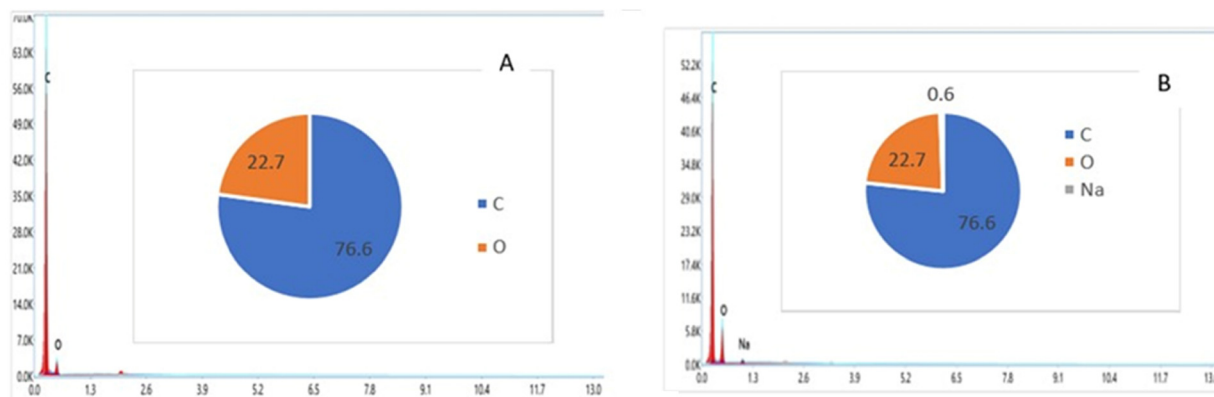 70.0K
63.0K
56.0K
49.0K
42.0K
35.0K
28.0K
21.0K
14.0K
7.0K
0.0K
C
O
A
22.7
76.6
C
O
0.0 1.3 2.6 3.9 5.2 6.5 7.8 9.1 10.4 11.7 13.0
52.2K
46.4K
40.6K
34.8K
29.0K
23.2K
17.4K
11.6K
5.8K
0.0K
C
O
Na
B
0.6
22.7
76.6
C
O
Na
0.0 1.3 2.6 3.9 5.2 6.5 7.8 9.1 10.4 11.7